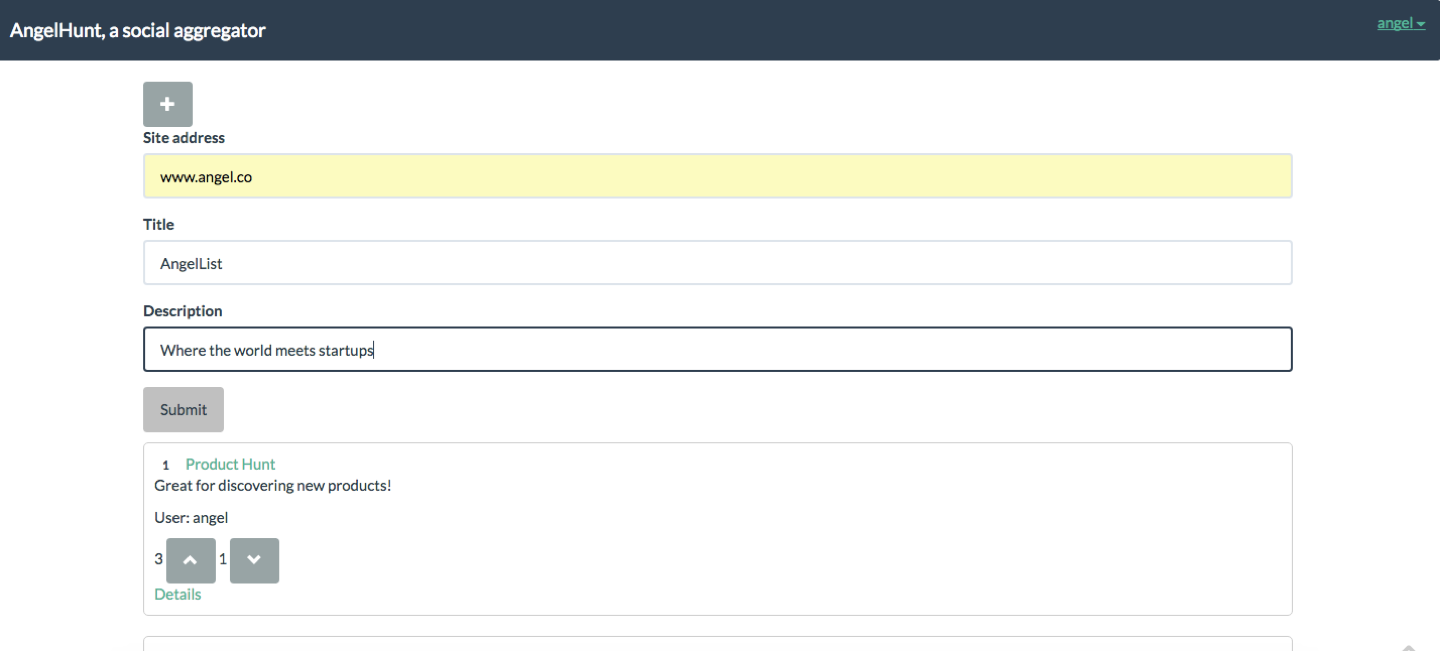 AngelHunt, a social aggregator
angel
Site address
www.angel.co
Title
AngelList
Description
Where the world meets startups
Submit
1 Product Hunt
Great for discovering new products!
User: angel
3 1
Details